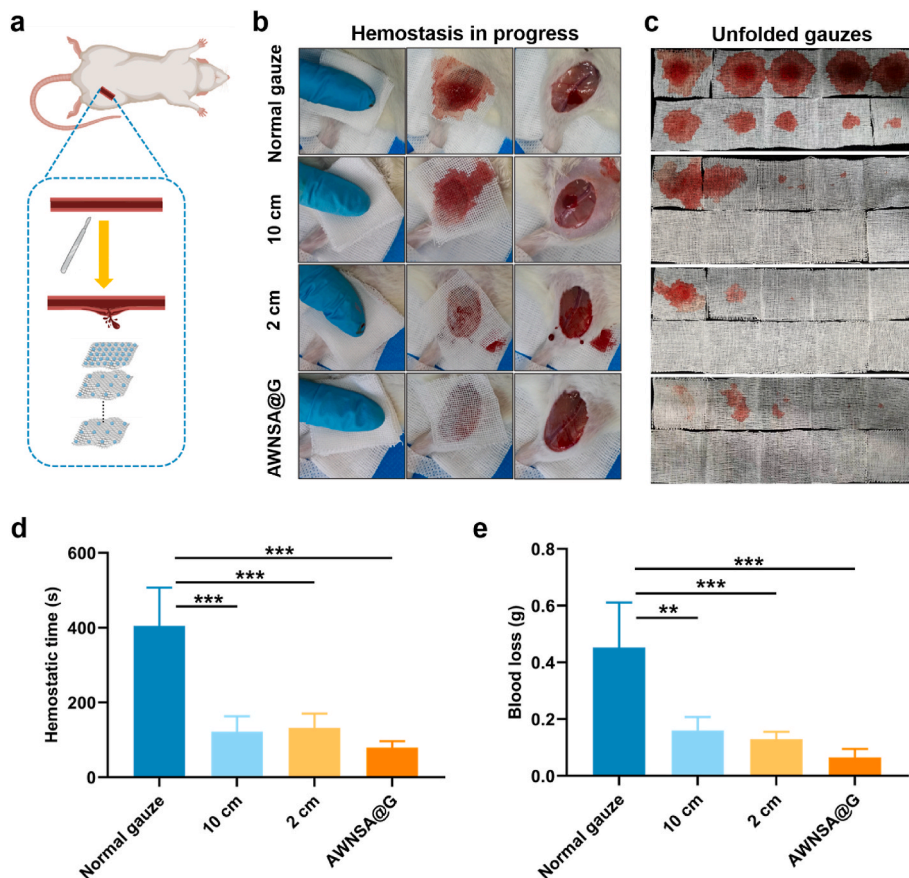 a
b
Hemostasis in progress
Normal gauze
10 cm
2 cm
AWNSA@G
c
Unfolded gauzes
d
Hemostatic time (s)
600
400
200
0
***
***
***
Normal gauze
10 cm
2 cm
AWNSA@G
e
Blood loss (g)
0.8
0.6
0.4
0.2
0.0
***
***
**
Normal gauze
10 cm
2 cm
AWNSA@G